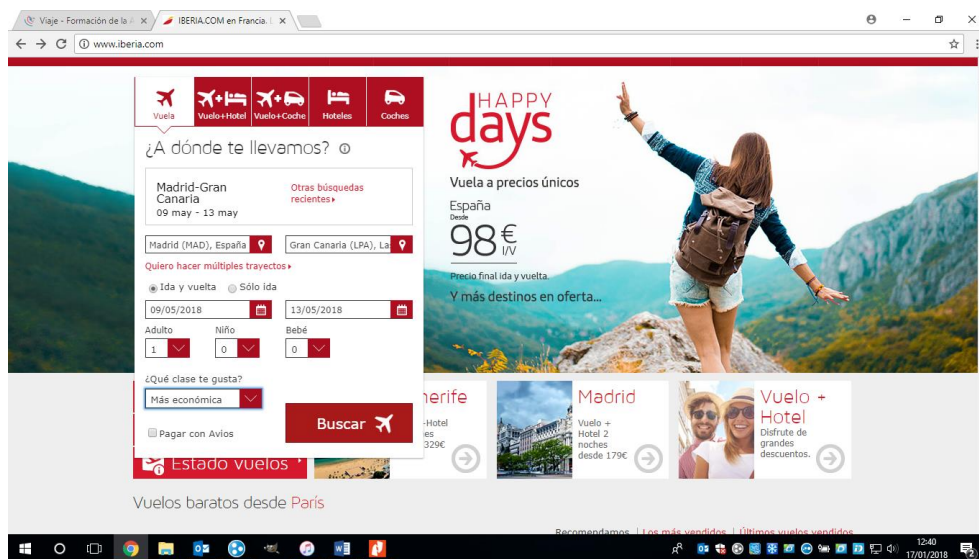 Viaje - Formación de la A
IBERIA.COM en Francia. L
www.iberia.com
Vuela
Vuelo+Hotel
Vuelo+Coche
Hoteles
Coches
¿A dónde te llevamos?
Madrid-Gran
Canaria
09 may - 13 may
Otras búsquedas
recientes
Madrid (MAD), España
Gran Canaria (LPA), La
Quiero hacer múltiples trayectos
Ida y vuelta
Sólo ida
09/05/2018
13/05/2018
Adulto
Niño
Bebé
1
0
0
¿Qué clase te gusta?
Más económica
Pagar con Avios
Buscar
HAPPY
days
Vuela a precios únicos
España
Desde
98€
I/V
Precio final ida y vuelta.
Y más destinos en oferta...
Estado vuelos
nerife
-Hotel
es
329€
Madrid
Vuelo +
Hotel 2
noches
desde 179€
Vuelo +
Hotel
Disfrute de
grandes
descuentos.
Vuelos baratos desde París
Recomendamos | Los más vendidos | Últimos vuelos vendidos
12:40
17/01/2018